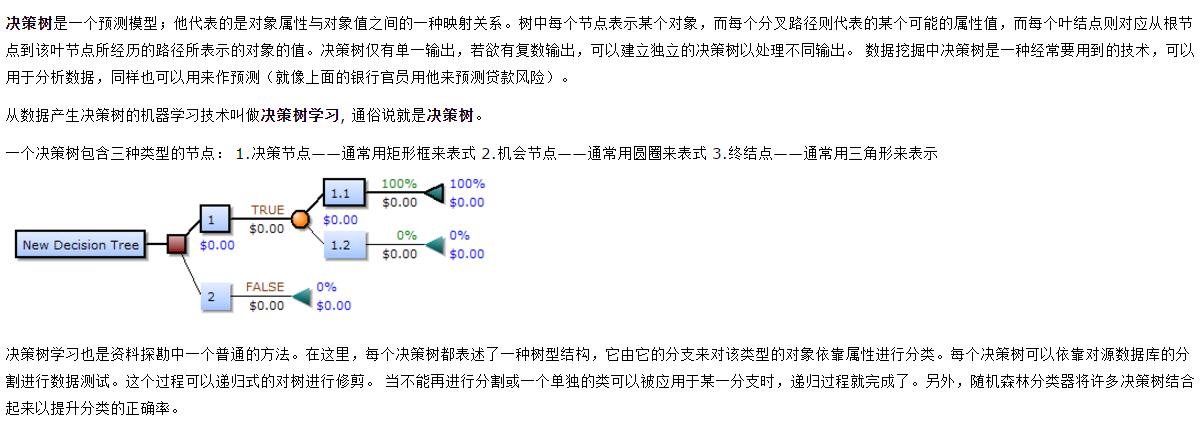 决策树是一个预测模型；他代表的是对象属性与对象值之间的一种映射关系。树中每个节点表示某个对象，而每个分叉路径则代表的某个可能的属性值，而每个叶结点则对应从根节
点到该叶节点所经历的路径所表示的对象的值。决策树仅有单一输出，若欲有复数输出，可以建立独立的决策树以处理不同输出。 数据挖掘中决策树是一种经常要用到的技术，可以
用于分析数据，同样也可以用来作预测（就像上面的银行官员用他来预测贷款风险）。
从数据产生决策树的机器学习技术叫做决策树学习, 通俗说就是决策树。
一个决策树包含三种类型的节点： 1.决策节点——通常用矩形框来表式 2.机会节点——通常用圆圈来表式 3.终结点——通常用三角形来表示
New Decision Tree
1
$0.00
TRUE
$0.00
1.1
$0.00
100%
$0.00
100%
$0.00
1.2
0%
$0.00
0%
$0.00
2
FALSE
$0.00
0%
$0.00
决策树学习也是资料探勘中一个普通的方法。在这里，每个决策树都表述了一种树型结构，它由它的分支来对该类型的对象依靠属性进行分类。每个决策树可以依靠对源数据库的分
割进行数据测试。这个过程可以递归式的对树进行修剪。 当不能再进行分割或一个单独的类可以被应用于某一分支时，递归过程就完成了。另外，随机森林分类器将许多决策树结合
起来以提升分类的正确率。